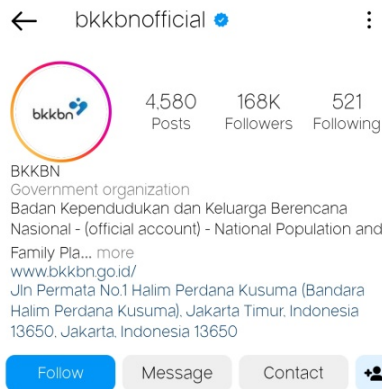 bkkbnofficial
bkkbn
4,580 168K 521
Posts Followers Following
BKKBN
Government organization
Badan Kependudukan dan Keluarga Berencana
Nasional - (official account) - National Population and
Family Pla... more
www.bkkbn.go.id/
Jln Permata No.1 Halim Perdana Kusuma (Bandara
Halim Perdana Kusuma), Jakarta Timur, Indonesia
13650, Jakarta, Indonesia 13650
Follow Message Contact